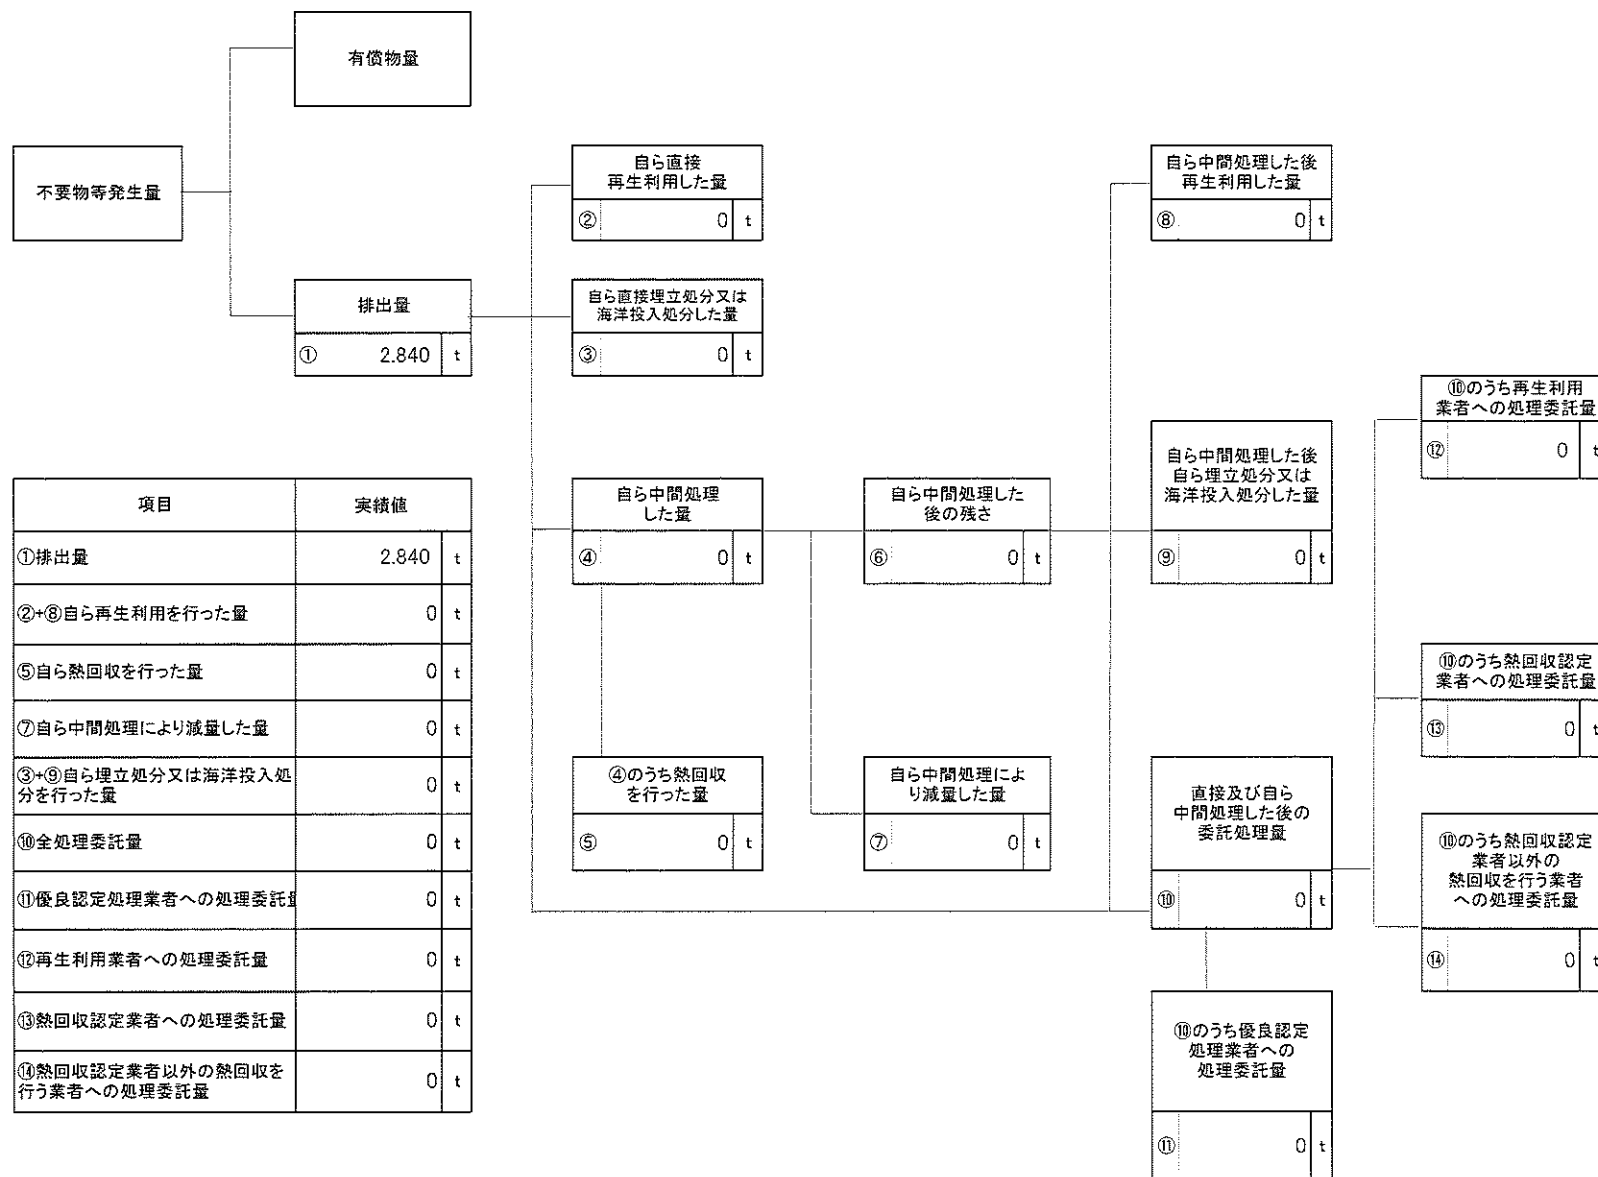 有償物量
不要物等発生量
排出量
① 2.840 t
自ら直接
再生利用した量
② 0 t
自ら直接埋立処分又は
海洋投入処分した量
③ 0 t
自ら中間処理
した量
④ 0 t
④のうち熱回収
を行った量
⑤ 0 t
自ら中間処理した
後の残さ
⑥ 0 t
自ら中間処理によ
り減量した量
⑦ 0 t
自ら中間処理した後
再生利用した量
⑧ 0 t
自ら中間処理した後
自ら埋立処分又は
海洋投入処分した量
⑨ 0 t
直接及び自ら
中間処理した後の
委託処理量
⑩ 0 t
⑩のうち優良認定
処理業者への
処理委託量
⑪ 0 t
⑩のうち再生利用
業者への処理委託量
⑫ 0 t
⑩のうち熱回収認定
業者への処理委託量
⑬ 0 t
⑩のうち熱回収認定
業者以外の
熱回収を行う業者
への処理委託量
⑭ 0 t
項目 実績値
①排出量 2.840 t
②+⑧自ら再生利用を行った量 0 t
⑤自ら熱回収を行った量 0 t
⑦自ら中間処理により減量した量 0 t
③+⑨自ら埋立処分又は海洋投入処
分を行った量 0 t
⑩全処理委託量 0 t
⑪優良認定処理業者への処理委託量 0 t
⑫再生利用業者への処理委託量 0 t
⑬熱回収認定業者への処理委託量 0 t
⑭熱回収認定業者以外の熱回収を
行う業者への処理委託量 0 t